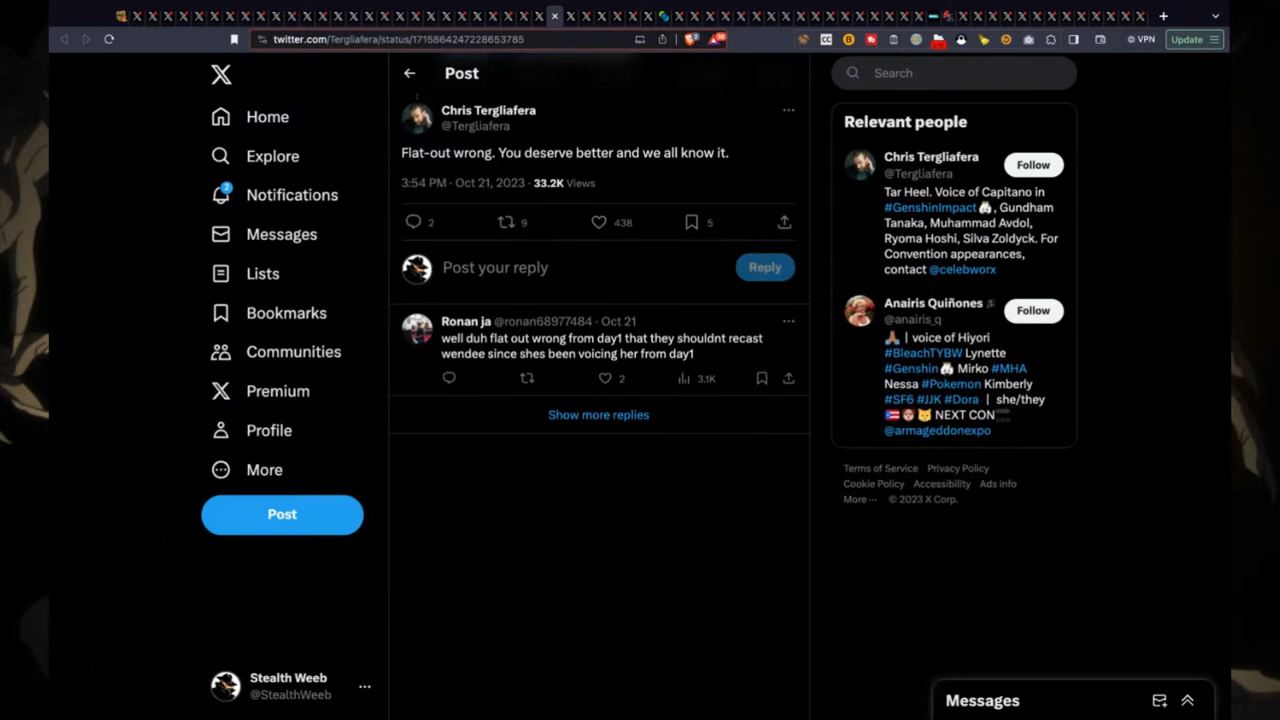 twitter.com/Tergliafera/status/1715864247228653785
VPN
Update
Home
Explore
2
Notifications
Messages
Lists
Bookmarks
Communities
Premium
Profile
More
Post
Stealth Weeb
@StealthWeeb
Post
Chris Tergliafera
@Tergliafera
Flat-out wrong. You deserve better and we all know it.
3:54 PM · Oct 21, 2023 · 33.2K Views
2 9 438 5
Post your reply
Reply
Ronan ja @ronan68977484 · Oct 21
well duh flat out wrong from day1 that they shouldnt recast
wendee since shes been voicing her from day1
2 3.1K
Show more replies
Search
Relevant people
Chris Tergliafera
@Tergliafera
Follow
Tar Heel. Voice of Capitano in
#GenshinImpact, Gundham
Tanaka, Muhammad Avdol,
Ryoma Hoshi, Silva Zoldyck. For
Convention appearances,
contact @celebworx
Anairis Quiñones
@anairis_q
Follow
| voice of Hiyori
#BleachTYBW Lynette
#Genshin Mirko #MHA
Nessa #Pokemon Kimberly
#SF6 #JJK #Dora | she/they
NEXT CON
@armageddonexpo
Terms of Service Privacy Policy
Cookie Policy Accessibility Ads info
More ··· © 2023 X Corp.
Messages